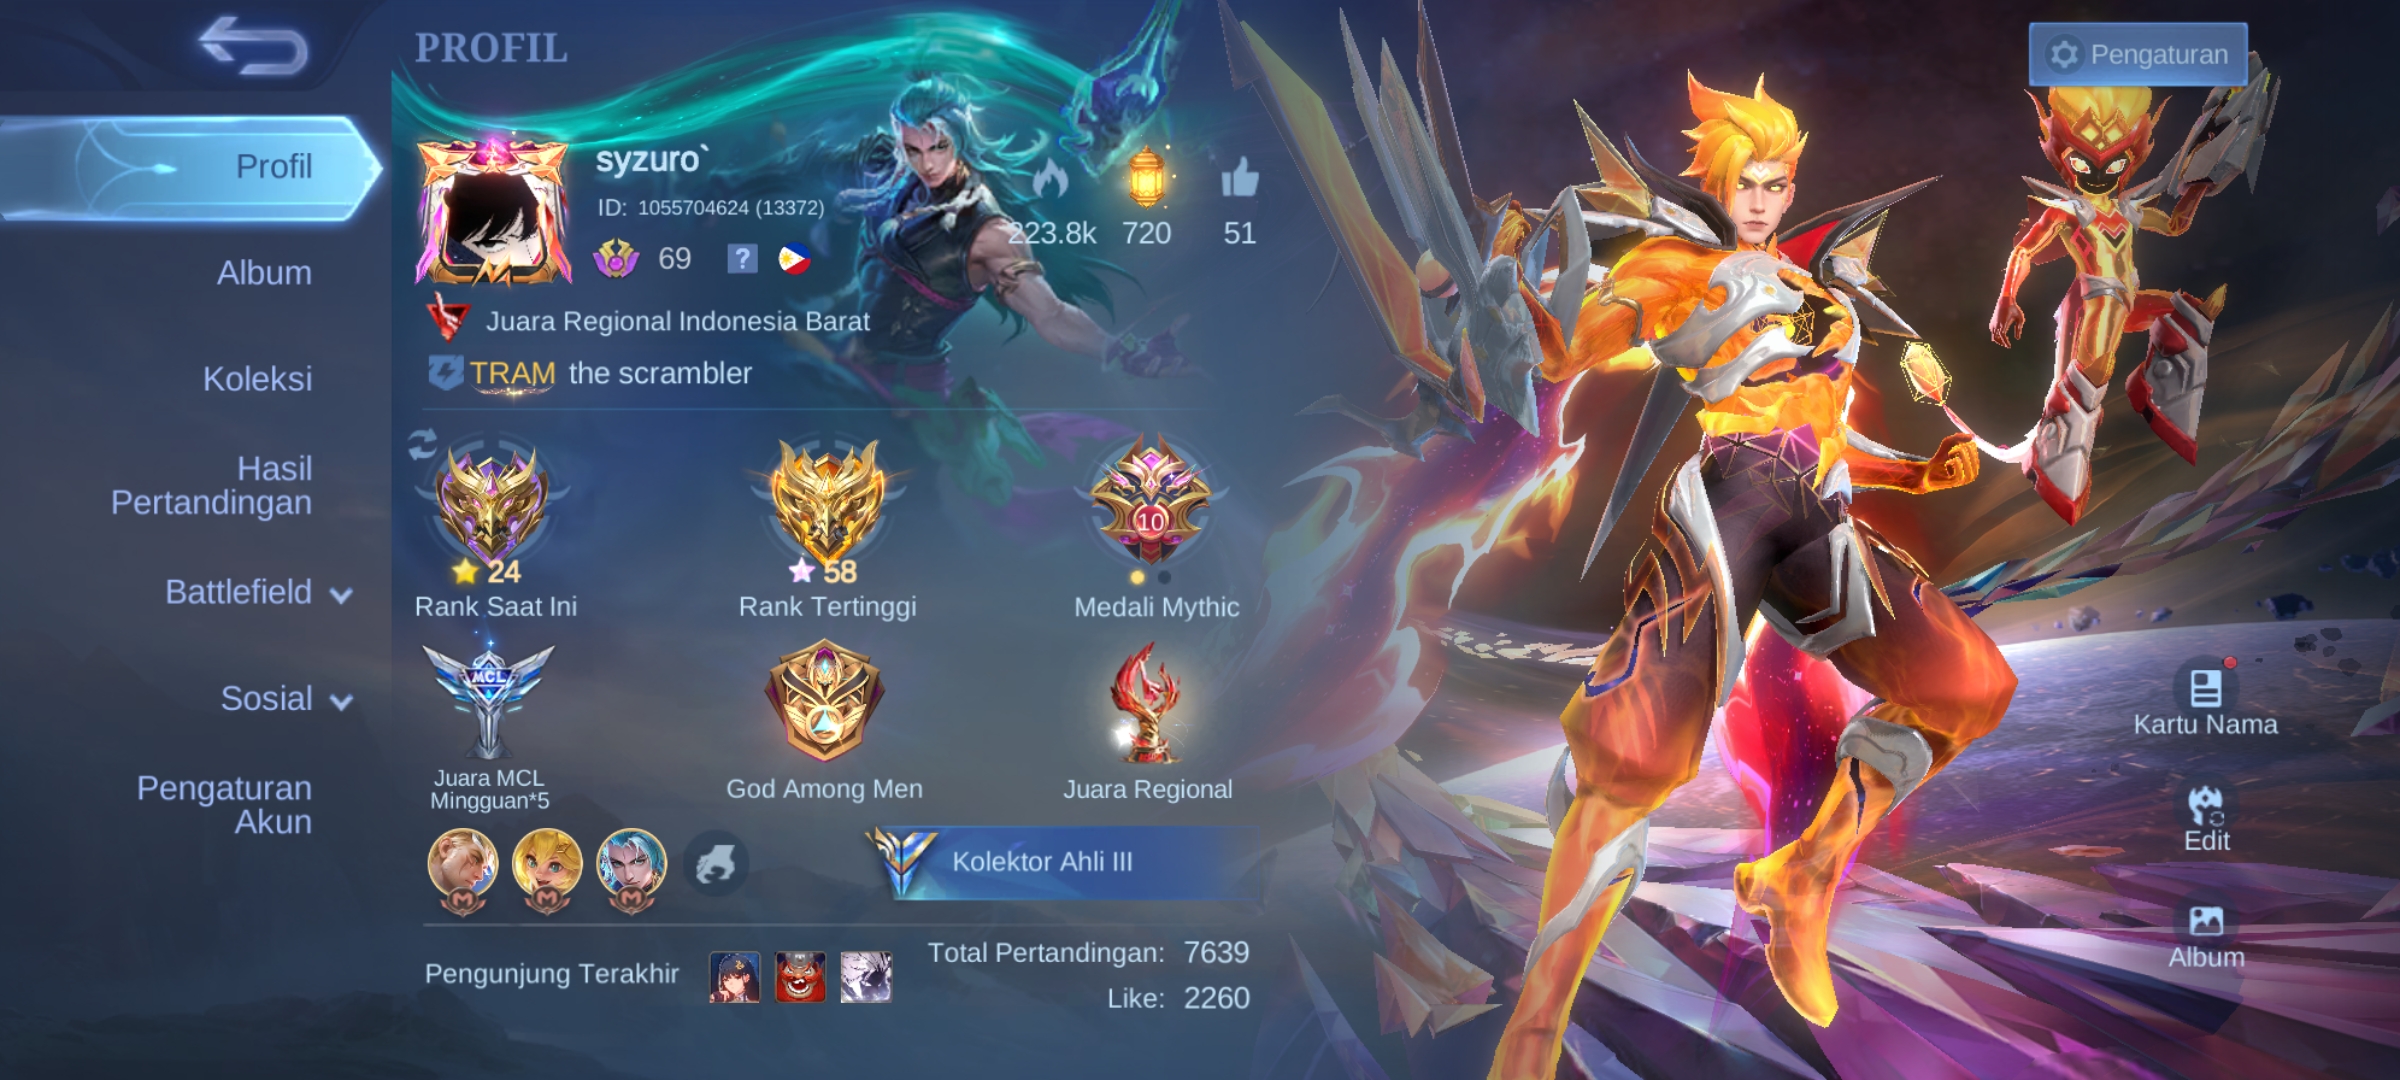 PROFIL
Pengaturan
Profil
Album
Koleksi
Hasil
Pertandingan
Battlefield
Sosial
Pengaturan
Akun
syzuro`
ID: 1055704624 (13372)
69
?
223.8k
720
51
Juara Regional Indonesia Barat
TRAM the scrambler
24
Rank Saat Ini
58
Rank Tertinggi
10
Medali Mythic
MCL
Juara MCL
Mingguan*5
God Among Men
Juara Regional
M
M
M
Kolektor Ahli III
Pengunjung Terakhir
Total Pertandingan: 7639
Like: 2260
Kartu Nama
Edit
Album